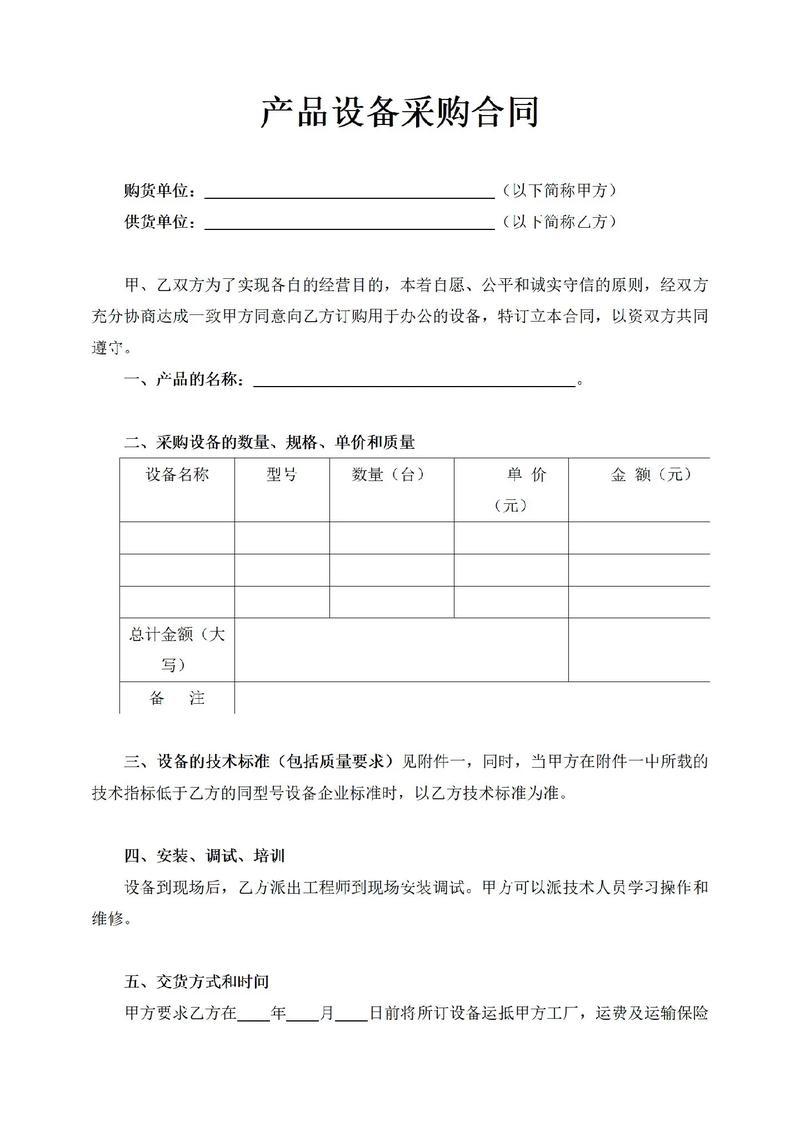 产品设备采购合同
购货单位：（以下简称甲方）
供货单位：（以下简称乙方）
甲、乙双方为了实现各自的经营目的，本着自愿、公平和诚实守信的原则，经双方
充分协商达成一致甲方同意向乙方订购用于办公的设备，特订立本合同，以资双方共同
遵守。
一、产品的名称：。
二、采购设备的数量、规格、单价和质量
设备名称 型号 数量（台） 单 价 金 额（元）
（元）
总计金额（大
写）
备 注
三、设备的技术标准（包括质量要求）见附件一，同时，当甲方在附件一中所载的
技术指标低于乙方的同型号设备企业标准时，以乙方技术标准为准。
四、安装、调试、培训
设备到现场后，乙方派出工程师到现场安装调试。甲方可以派技术人员学习操作和
维修。
五、交货方式和时间
甲方要求乙方在____年____月____日前将所订设备运抵甲方工厂，运费及运输保险